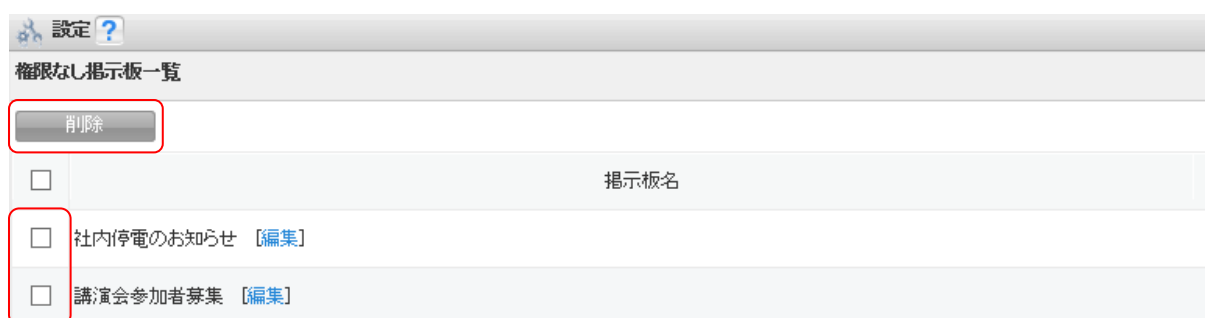 設定 ?
権限なし掲示板一覧
削除
掲示板名
社内停電のお知らせ [編集]
講演会参加者募集 [編集]